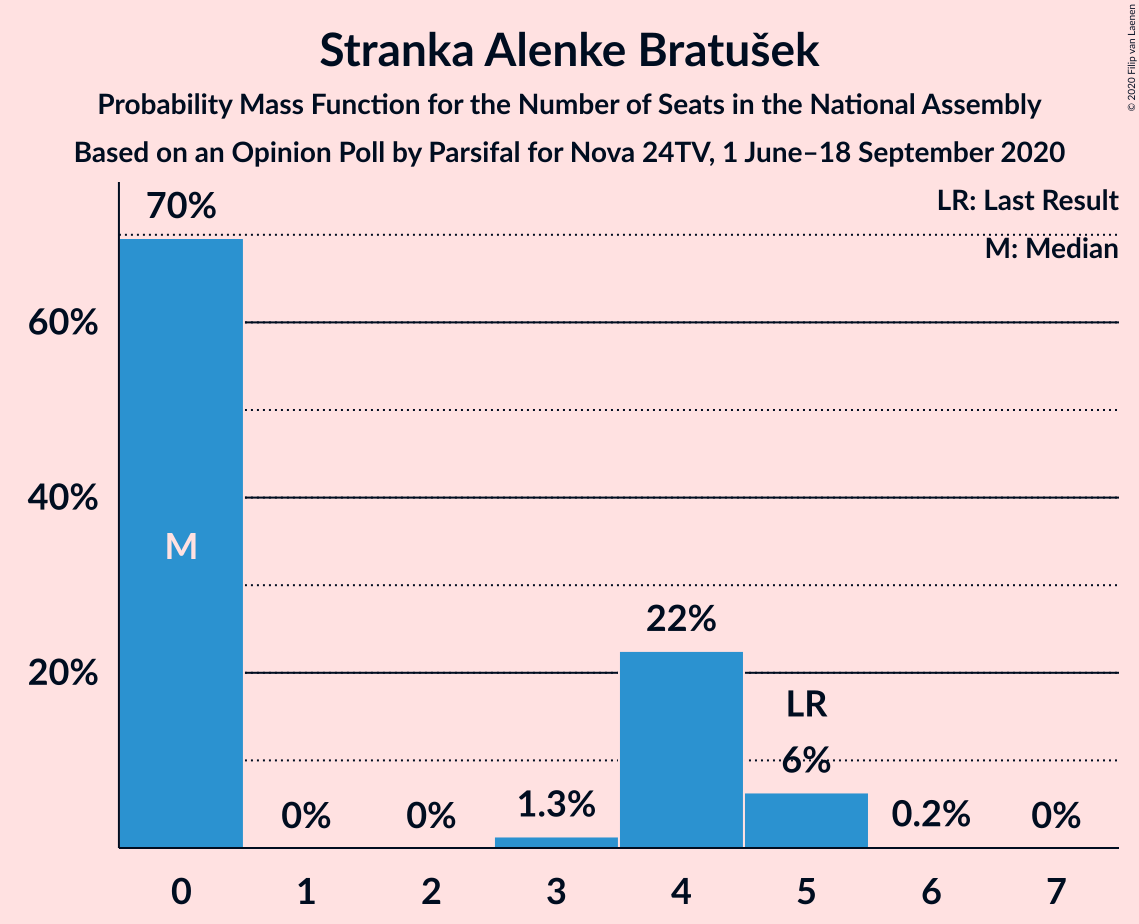 Stranka Alenke Bratušek
Probability Mass Function for the Number of Seats in the National Assembly
Based on an Opinion Poll by Parsifal for Nova 24TV, 1 June–18 September 2020
© 2020 Filip van Laenen
LR: Last Result
M: Median
70%
60%
40%
20%
M
0%
0%
1.3%
22%
LR
6%
0.2%
0%
0 1 2 3 4 5 6 7